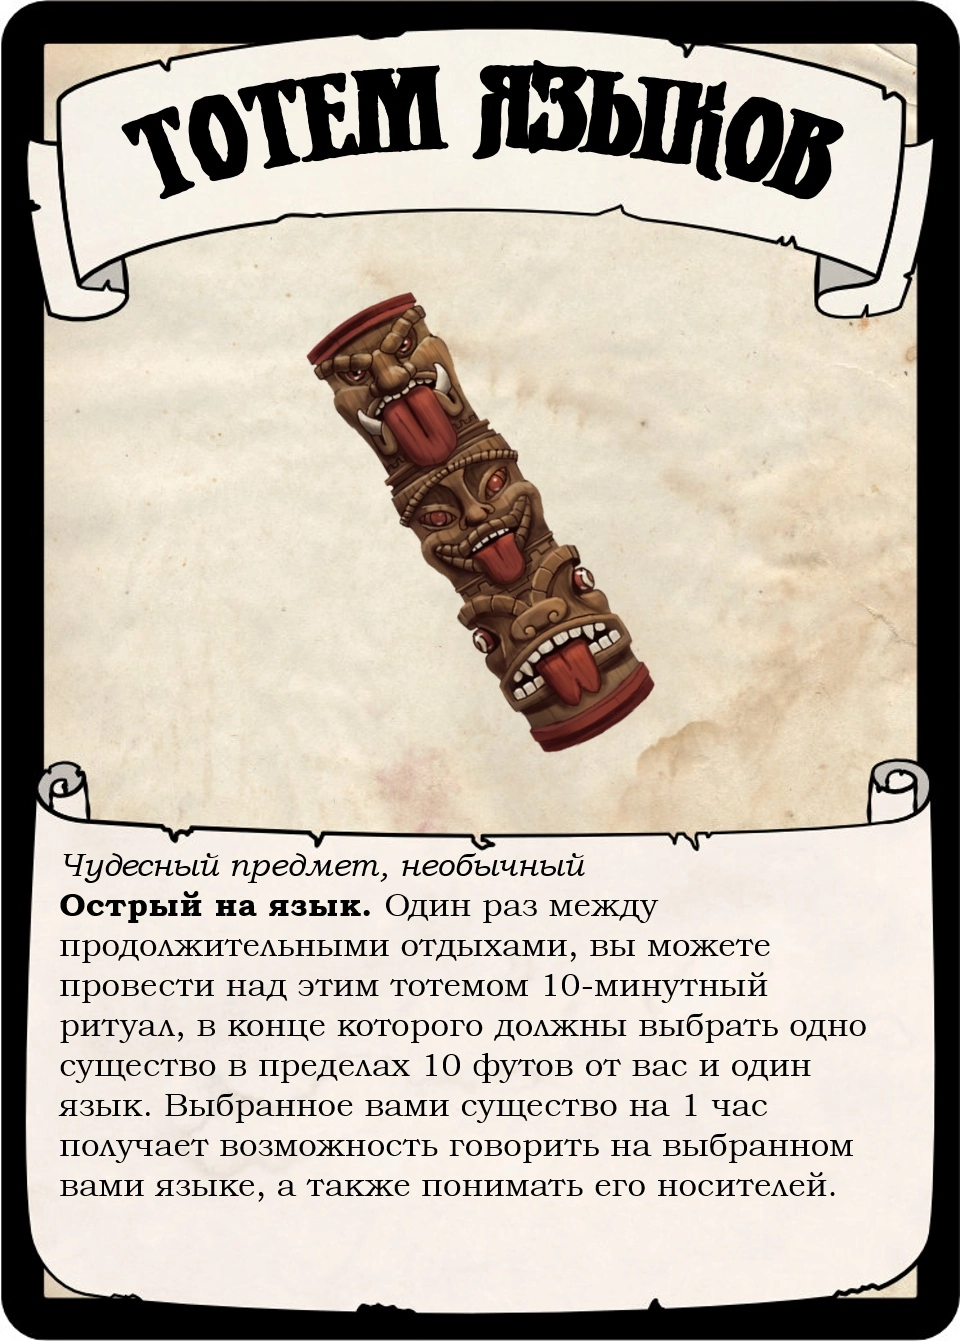 ТОТЕМ ЯЗЫКОВ
Чудесный предмет, необычный
Острый на язык. Один раз между
продолжительными отдыхами, вы можете
провести над этим тотемом 10-минутный
ритуал, в конце которого должны выбрать одно
существо в пределах 10 футов от вас и один
язык. Выбранное вами существо на 1 час
получает возможность говорить на выбранном
вами языке, а также понимать его носителей.